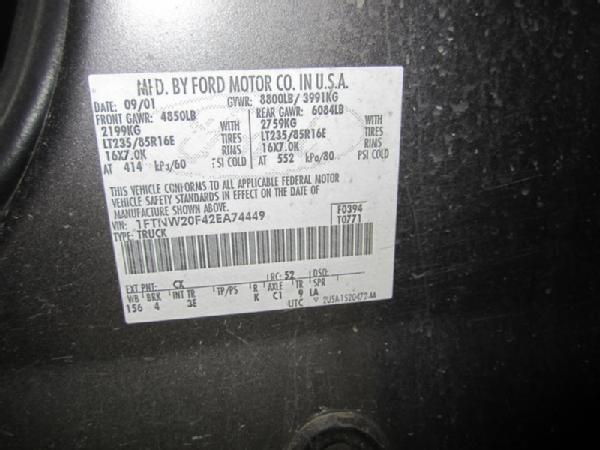 MFD. BY FORD MOTOR CO. IN U.S.A.
DATE: 09/01 GVWR: 8800LB/ 3991KG
FRONT GAWR: 4850LB REAR GAWR: 6084LB
2199KG WITH 2759KG WITH
LT235/85R16E TIRES LT235/85R16E TIRES
16X7.0K RIMS 16X7.0K RIMS
AT 414 kPa/60 PSI COLD AT 552 kPa/80 PSI COLD
THIS VEHICLE CONFORMS TO ALL APPLICABLE FEDERAL MOTOR
VEHICLE SAFETY STANDARDS IN EFFECT ON THE DATE OF
MANUFACTURE SHOWN ABOVE.
VIN: 1FTNW20F42EA74449 F0394
TYPE: TRUCK T0771
EXT PNT: CX RC: 52 DSO:
WB BRK INT TR TP/PS R AXLE TR SPR
156 4 3E K C1 9 LA
UTC